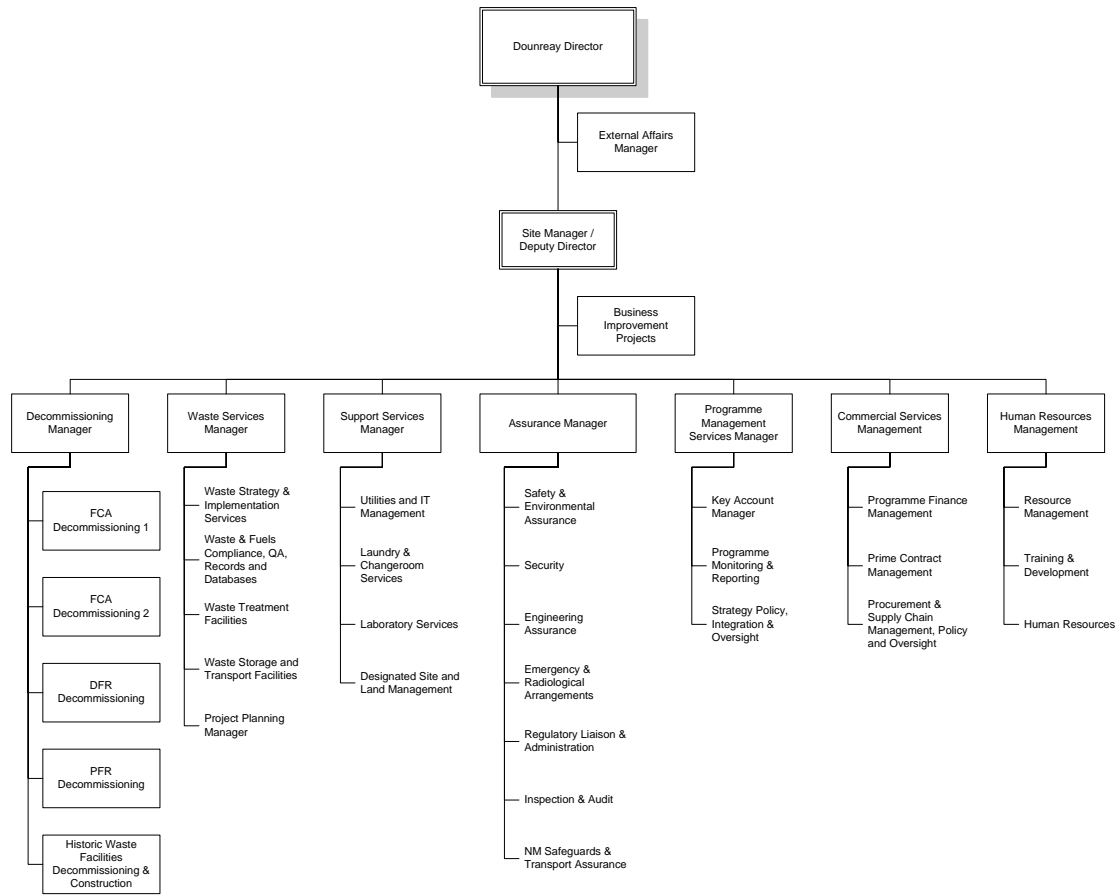 Dounreay Director
External Affairs
Manager
Site Manager /
Deputy Director
Business
Improvement
Projects
Decommissioning
Manager
Waste Services
Manager
Support Services
Manager
Assurance Manager
Programme
Management
Services Manager
Commercial Services
Management
Human Resources
Management
FCA
Decommissioning 1
FCA
Decommissioning 2
DFR
Decommissioning
PFR
Decommissioning
Historic Waste
Facilities
Decommissioning &
Construction
Waste Strategy &
Implementation
Services
Waste & Fuels
Compliance, QA,
Records and
Databases
Waste Treatment
Facilities
Waste Storage and
Transport Facilities
Project Planning
Manager
Utilities and IT
Management
Laundry &
Changeroom
Services
Laboratory Services
Designated Site and
Land Management
Safety &
Environmental
Assurance
Security
Engineering
Assurance
Emergency &
Radiological
Arrangements
Regulatory Liaison &
Administration
Inspection & Audit
NM Safeguards &
Transport Assurance
Key Account
Manager
Programme
Monitoring &
Reporting
Strategy Policy,
Integration &
Oversight
Programme Finance
Management
Prime Contract
Management
Procurement &
Supply Chain
Management, Policy
and Oversight
Resource
Management
Training &
Development
Human Resources